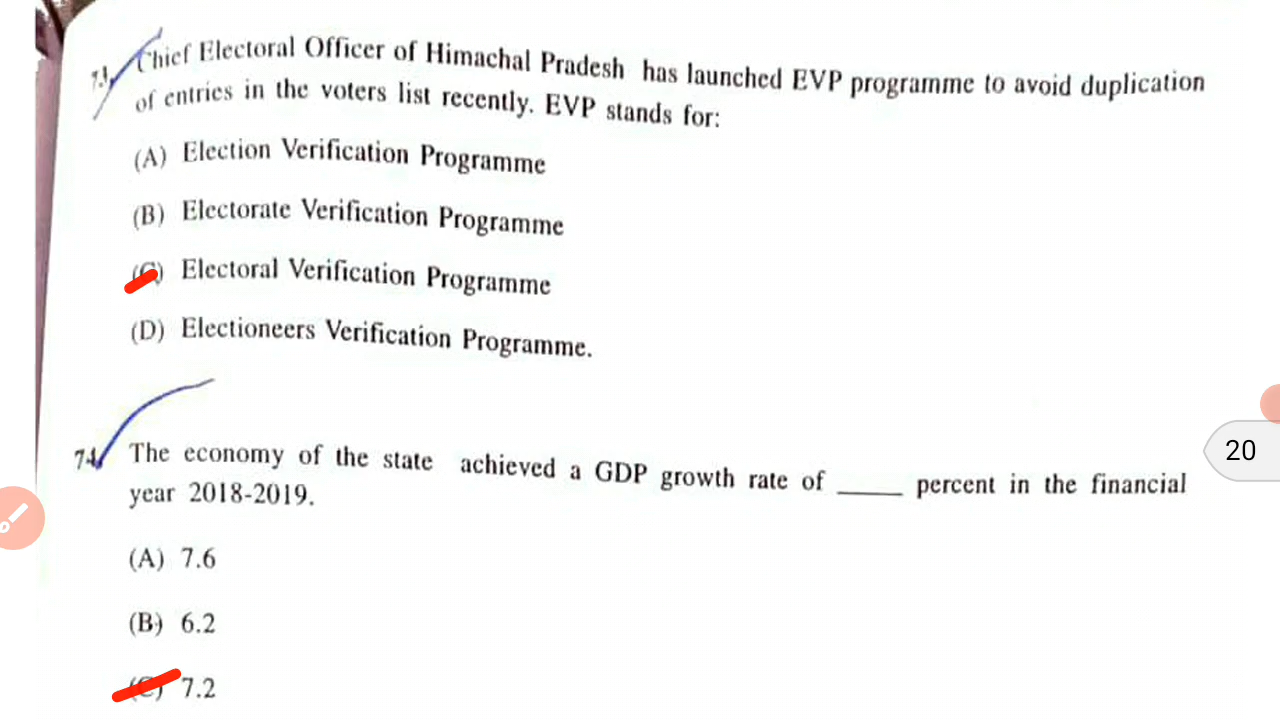 73. Chief Electoral Officer of Himachal Pradesh has launched EVP programme to avoid duplication
of entries in the voters list recently. EVP stands for:
(A) Election Verification Programme
(B) Electorate Verification Programme
(C) Electoral Verification Programme
(D) Electioneers Verification Programme.
20
74. The economy of the state achieved a GDP growth rate of _____ percent in the financial
year 2018-2019.
(A) 7.6
(B) 6.2
(C) 7.2